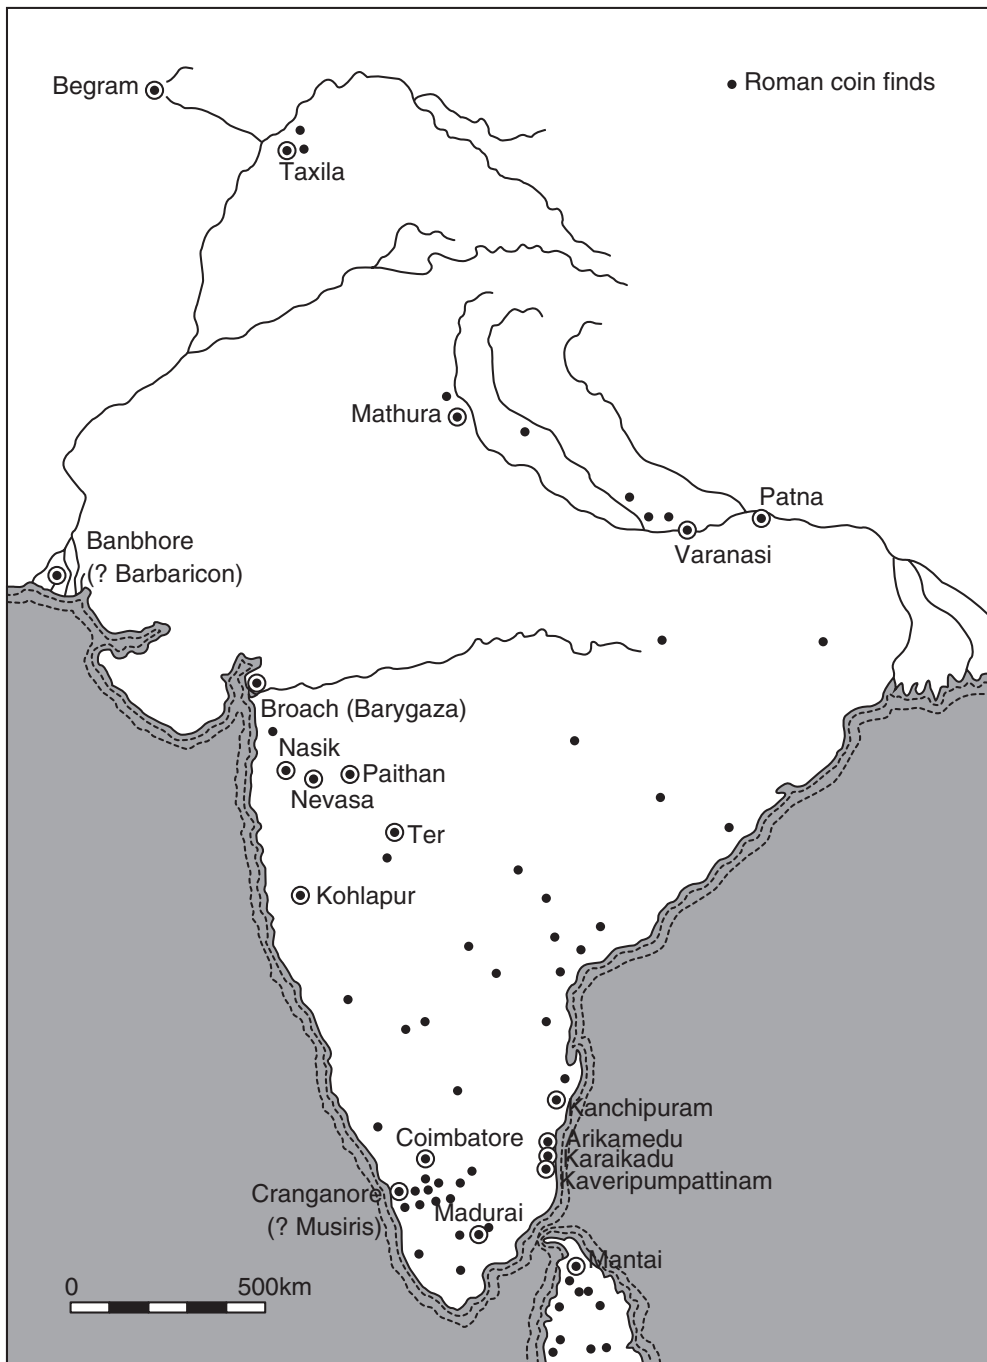 Begram
Roman coin finds
Taxila
Mathura
Patna
Varanasi
Banbhore
(? Barbaricon)
Broach (Barygaza)
Nasik
Paithan
Nevasa
Ter
Kohlapur
Kanchipuram
Coimbatore
Arikamedu
Karaikadu
Kaveripumpattinam
Cranganore
(? Musiris)
Madurai
Mantai
0 500km